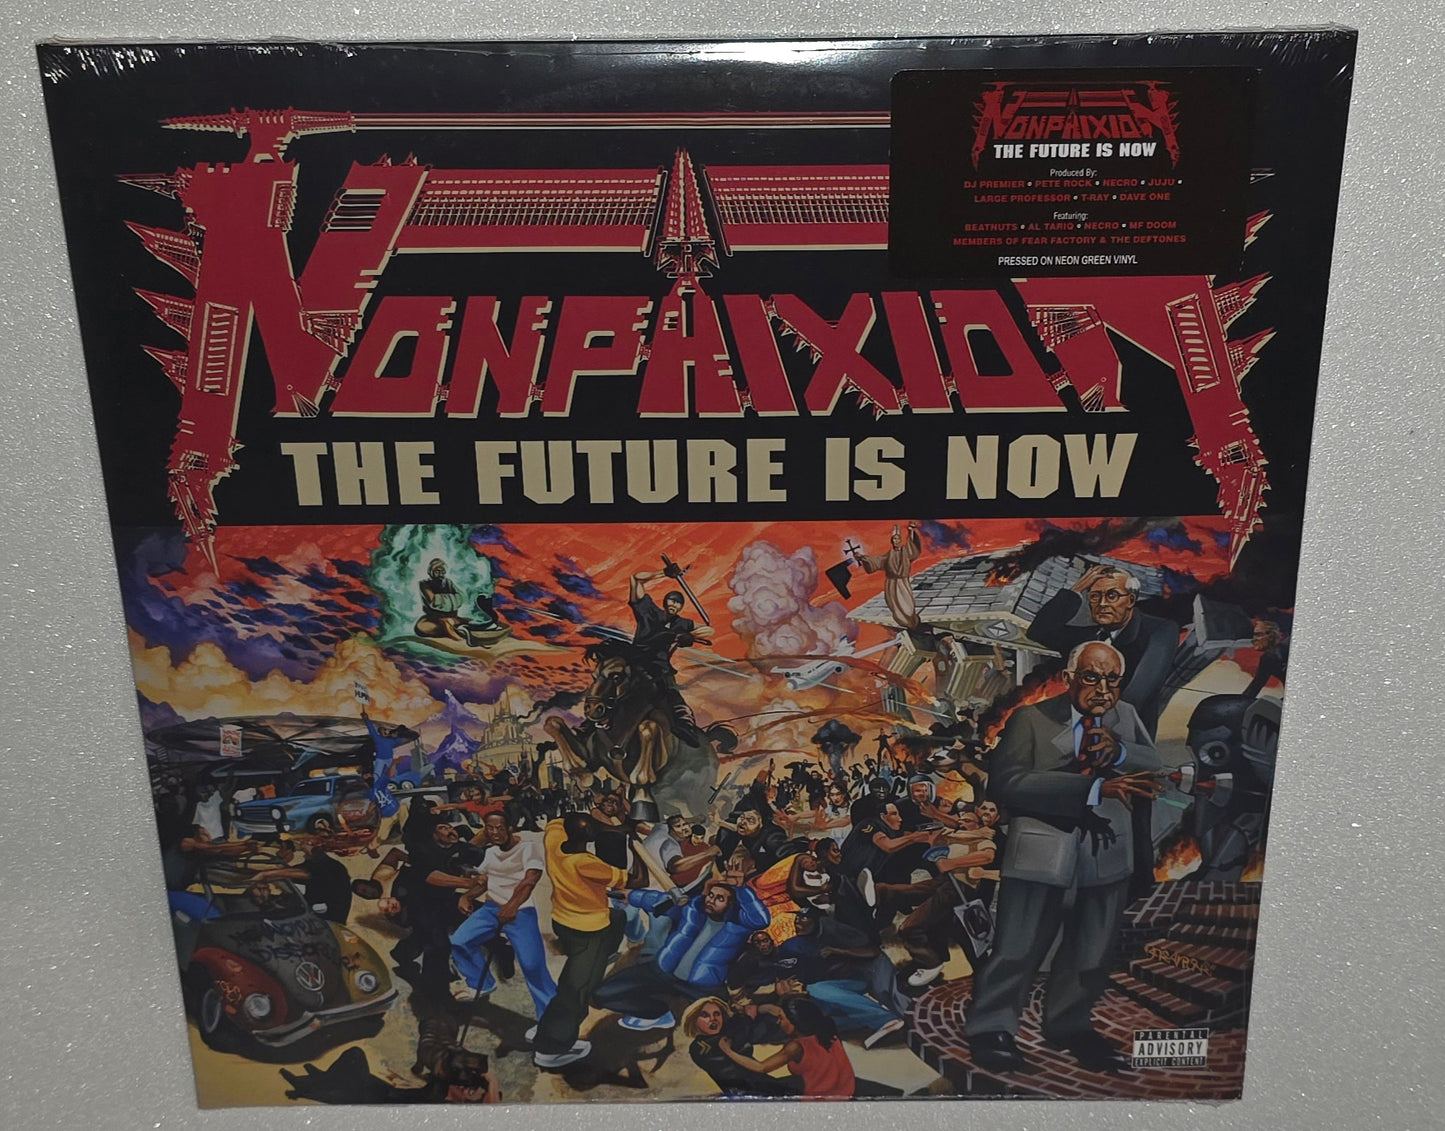 NONPHIXION
THE FUTURE IS NOW
Produced By:
DJ PREMIER • PETE ROCK • NECRO • JUJU •
LARGE PROFESSOR • T-RAY • DAVE ONE
Featuring:
BEATNUTS • AL TARIQ • NECRO • MF DOOM
MEMBERS OF FEAR FACTORY & THE DEFTONES
PRESSED ON NEON GREEN VINYL
NONPHIXION
THE FUTURE IS NOW
PARENTAL
ADVISORY
EXPLICIT CONTENT